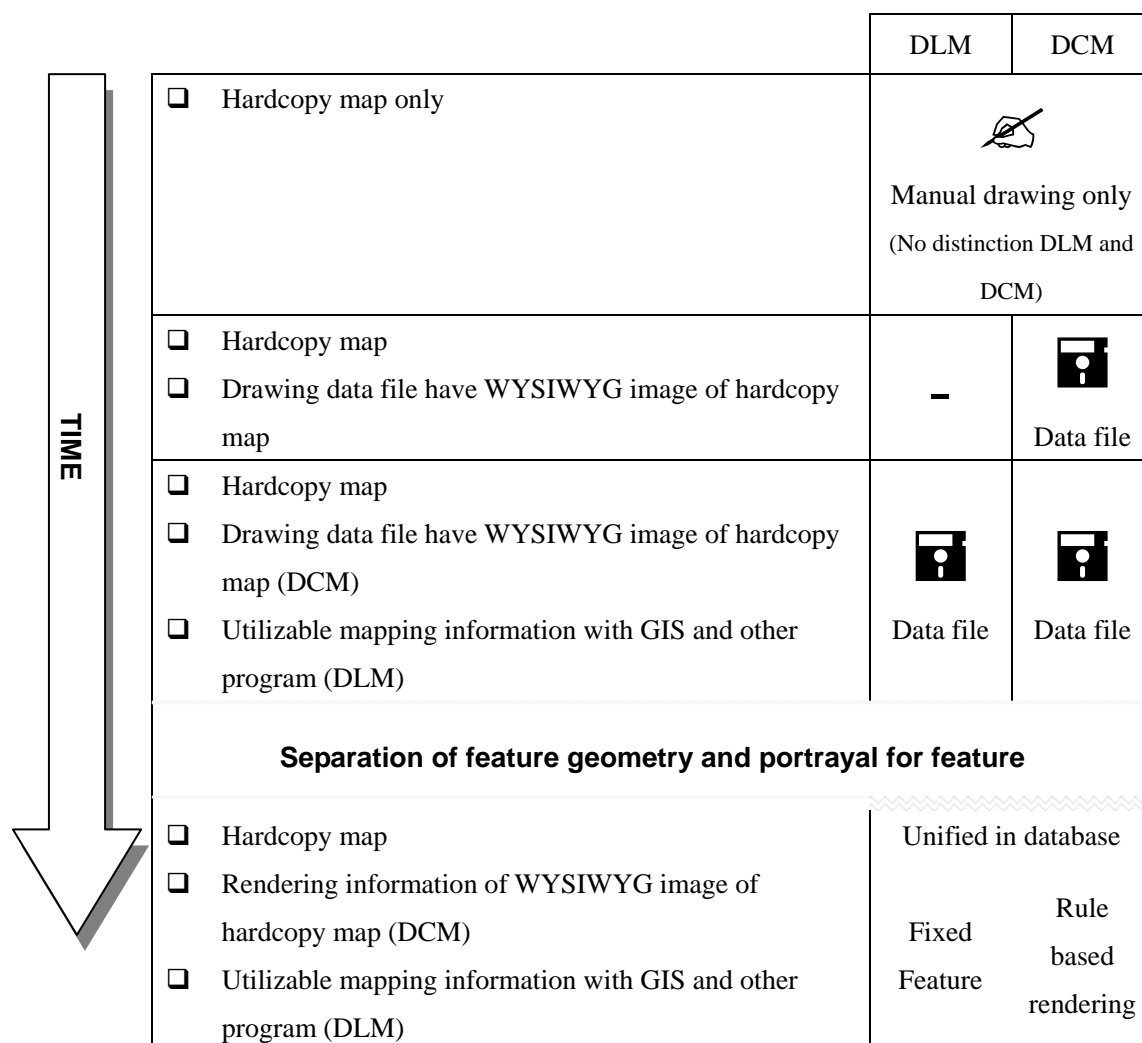 DLM DCM
TIME
❑ Hardcopy map only
Manual drawing only
(No distinction DLM and
DCM)
❑ Hardcopy map
❑ Drawing data file have WYSIWYG image of hardcopy
map
-
Data file
❑ Hardcopy map
❑ Drawing data file have WYSIWYG image of hardcopy
map (DCM)
❑ Utilizable mapping information with GIS and other
program (DLM)
Data file Data file
Separation of feature geometry and portrayal for feature
❑ Hardcopy map
❑ Rendering information of WYSIWYG image of
hardcopy map (DCM)
❑ Utilizable mapping information with GIS and other
program (DLM)
Unified in database
Fixed
Feature
Rule
based
rendering